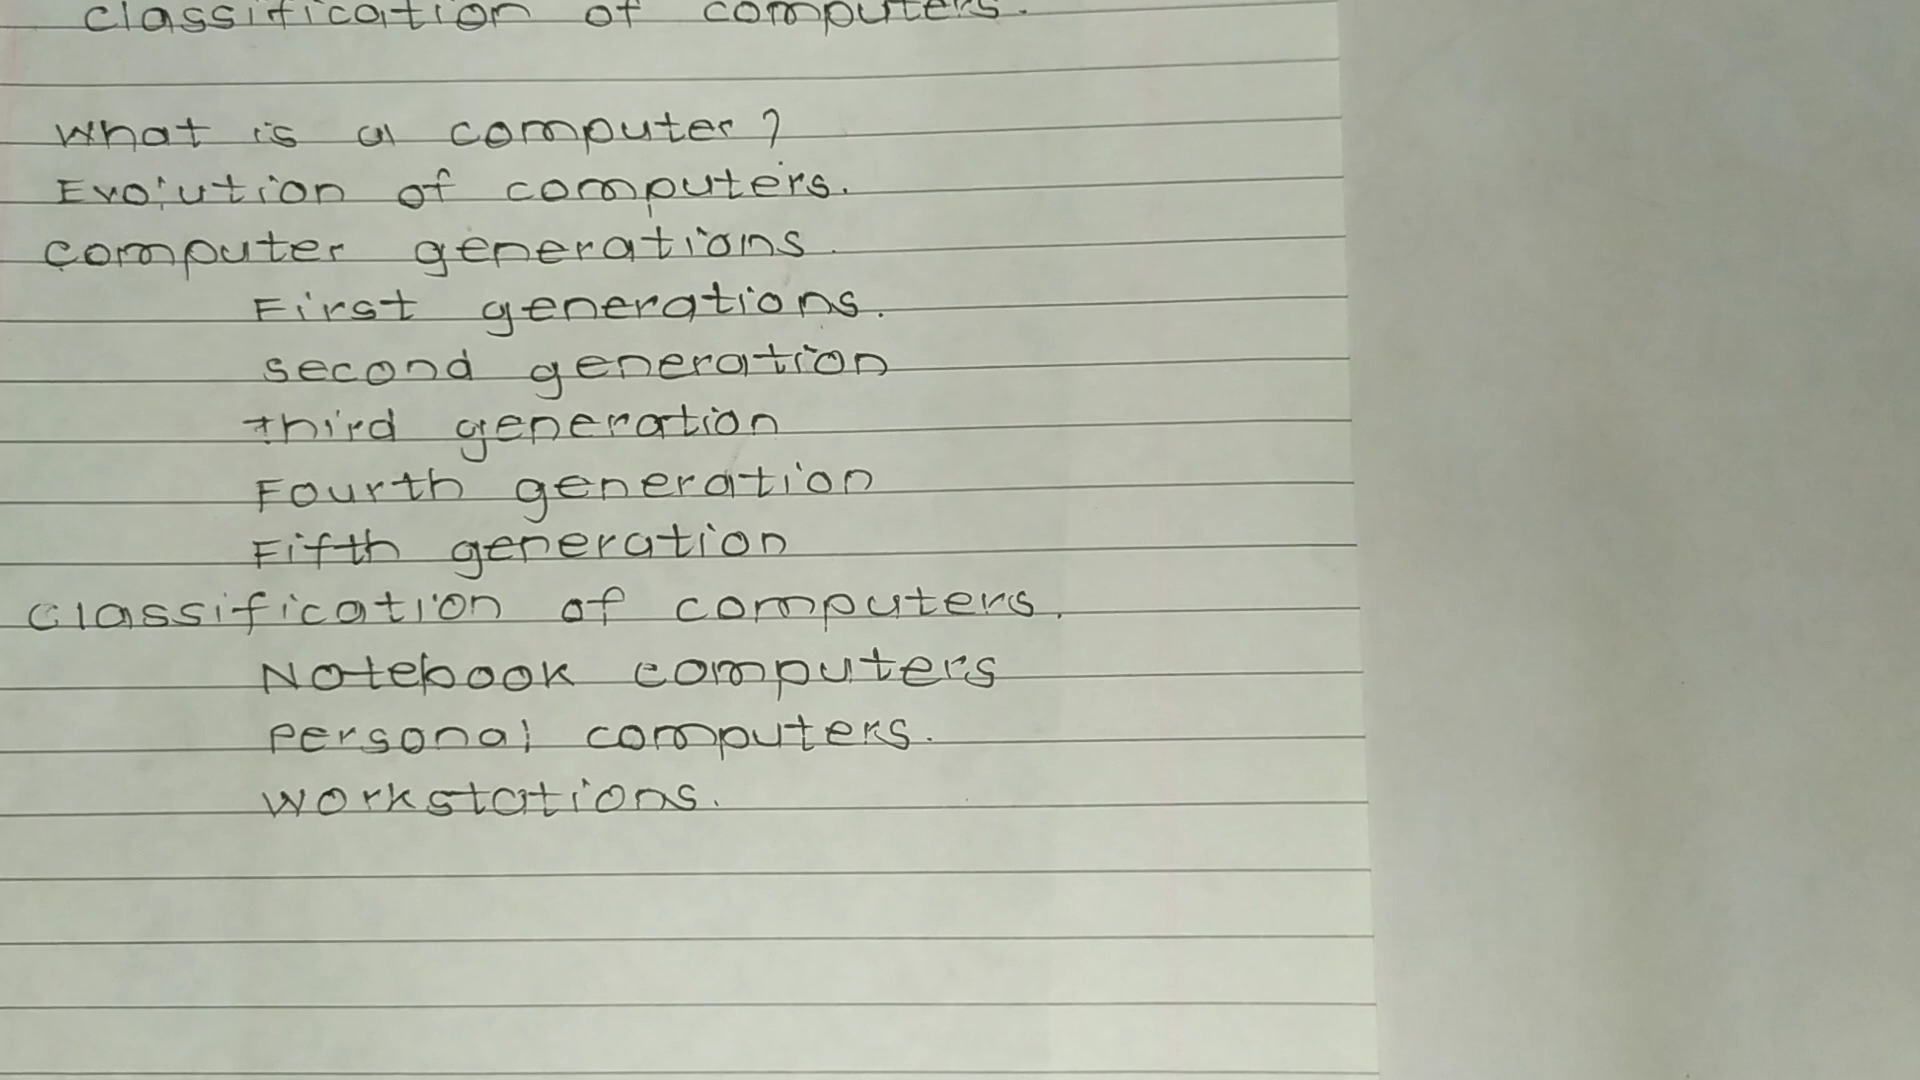 classification of computers.
What is a computer?
Evolution of computers.
computer generations.
First generations.
second generation
third generation
Fourth generation
Fifth generation
classification of computers.
Notebook computers
personal computers.
workstations.